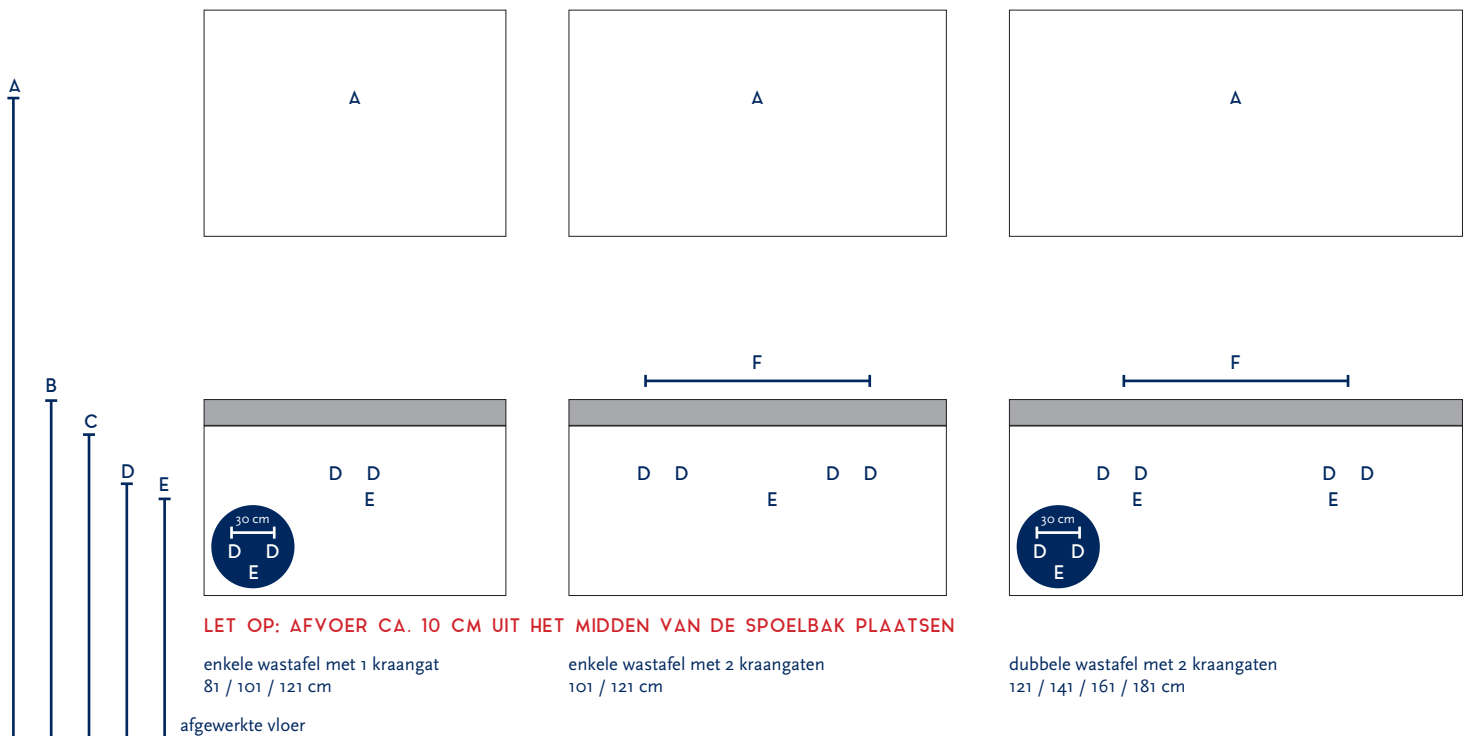 A
A
A
A
B
C
D
E
F
F
D D
E
D D D D
E
D D D D
E E
30 cm
D D
E
30 cm
D D
E
LET OP: AFVOER CA. 10 CM UIT HET MIDDEN VAN DE SPOELBAK PLAATSEN
enkele wastafel met 1 kraangat
81 / 101 / 121 cm
enkele wastafel met 2 kraangaten
101 / 121 cm
dubbele wastafel met 2 kraangaten
121 / 141 / 161 / 181 cm
afgewerkte vloer